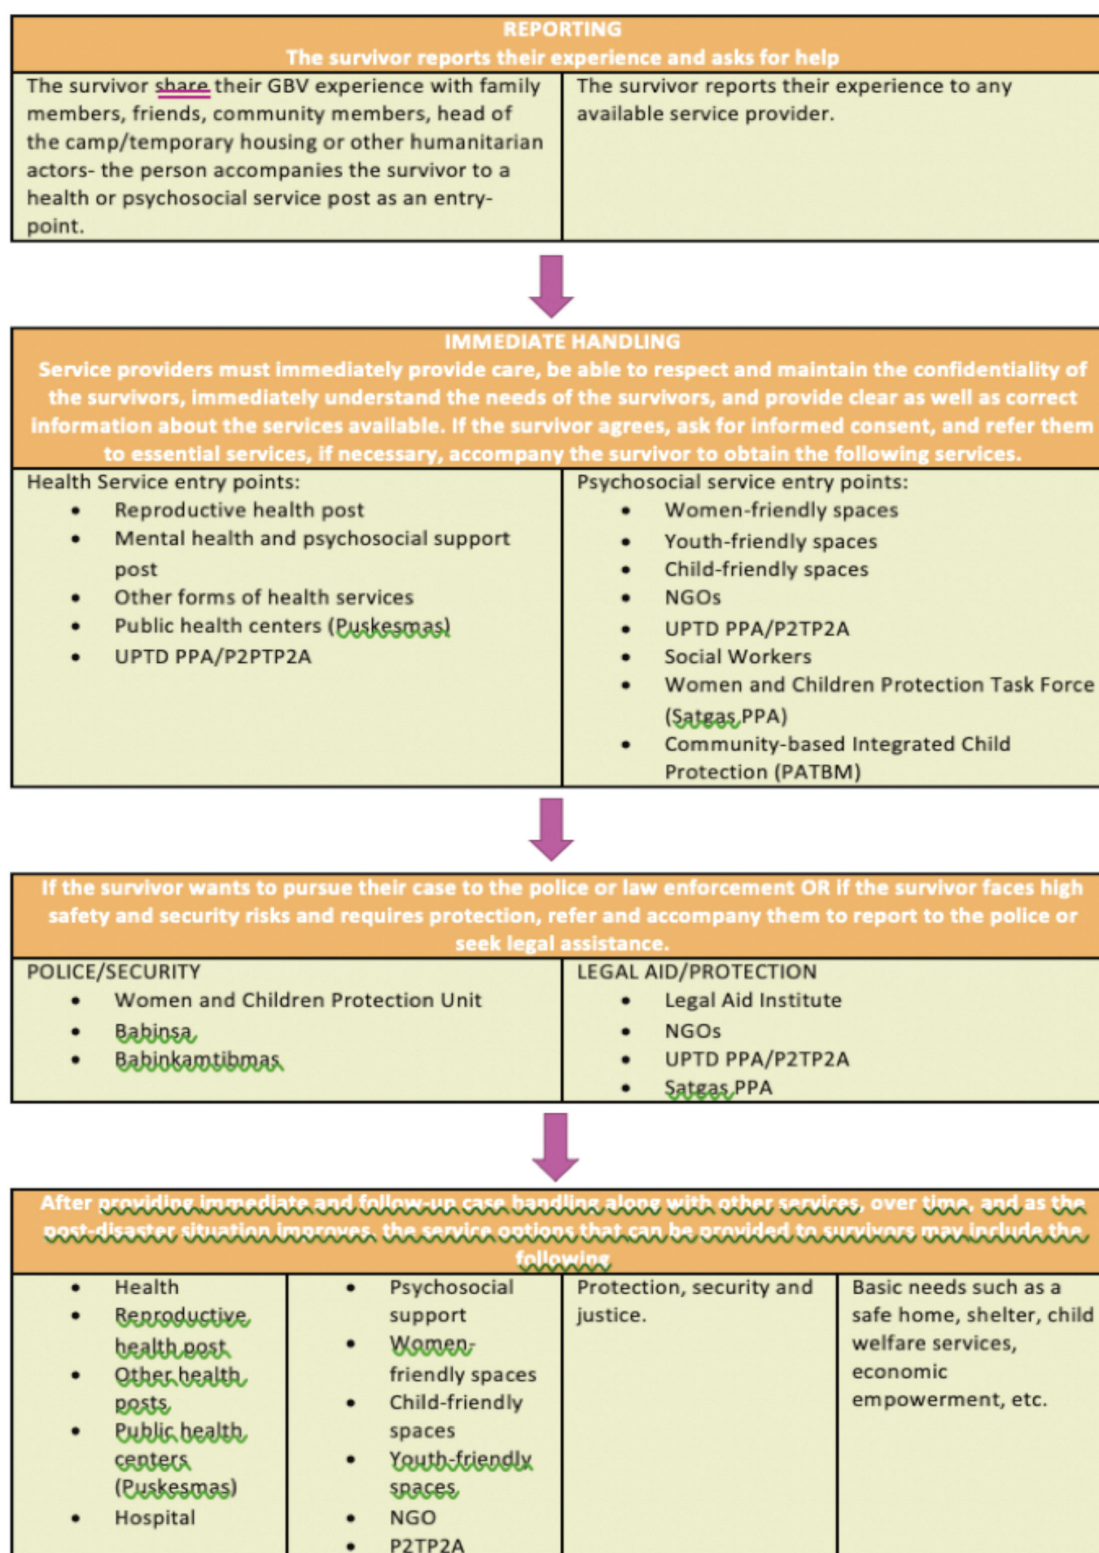 REPORTING
The survivor reports their experience and asks for help
The survivor share their GBV experience with family
members, friends, community members, head of
the camp/temporary housing or other humanitarian
actors- the person accompanies the survivor to a
health or psychosocial service post as an entry-
point.
The survivor reports their experience to any
available service provider.
IMMEDIATE HANDLING
Service providers must immediately provide care, be able to respect and maintain the confidentiality of
the survivors, immediately understand the needs of the survivors, and provide clear as well as correct
information about the services available. If the survivor agrees, ask for informed consent, and refer them
to essential services, if necessary, accompany the survivor to obtain the following services.
Health Service entry points:
• Reproductive health post
• Mental health and psychosocial support
post
• Other forms of health services
• Public health centers (Puskesmas)
• UPTD PPA/P2PTP2A
Psychosocial service entry points:
• Women-friendly spaces
• Youth-friendly spaces
• Child-friendly spaces
• NGOs
• UPTD PPA/P2TP2A
• Social Workers
• Women and Children Protection Task Force
(Satgas PPA)
• Community-based Integrated Child
Protection (PATBM)
If the survivor wants to pursue their case to the police or law enforcement OR if the survivor faces high
safety and security risks and requires protection, refer and accompany them to report to the police or
seek legal assistance.
POLICE/SECURITY
• Women and Children Protection Unit
• Babinsa
• Babinkamtibmas
LEGAL AID/PROTECTION
• Legal Aid Institute
• NGOs
• UPTD PPA/P2TP2A
• Satgas PPA
After providing immediate and follow-up case handling along with other services, over time, and as the
post-disaster situation improves, the service options that can be provided to survivors may include the
following
• Health
• Reproductive
health post
• Other health
posts
• Public health
centers
(Puskesmas)
• Hospital
• Psychosocial
support
• Women-
friendly spaces
• Child-friendly
spaces
• Youth-friendly
spaces
• NGO
• P2TP2A
Protection, security and
justice.
Basic needs such as a
safe home, shelter, child
welfare services,
economic
empowerment, etc.